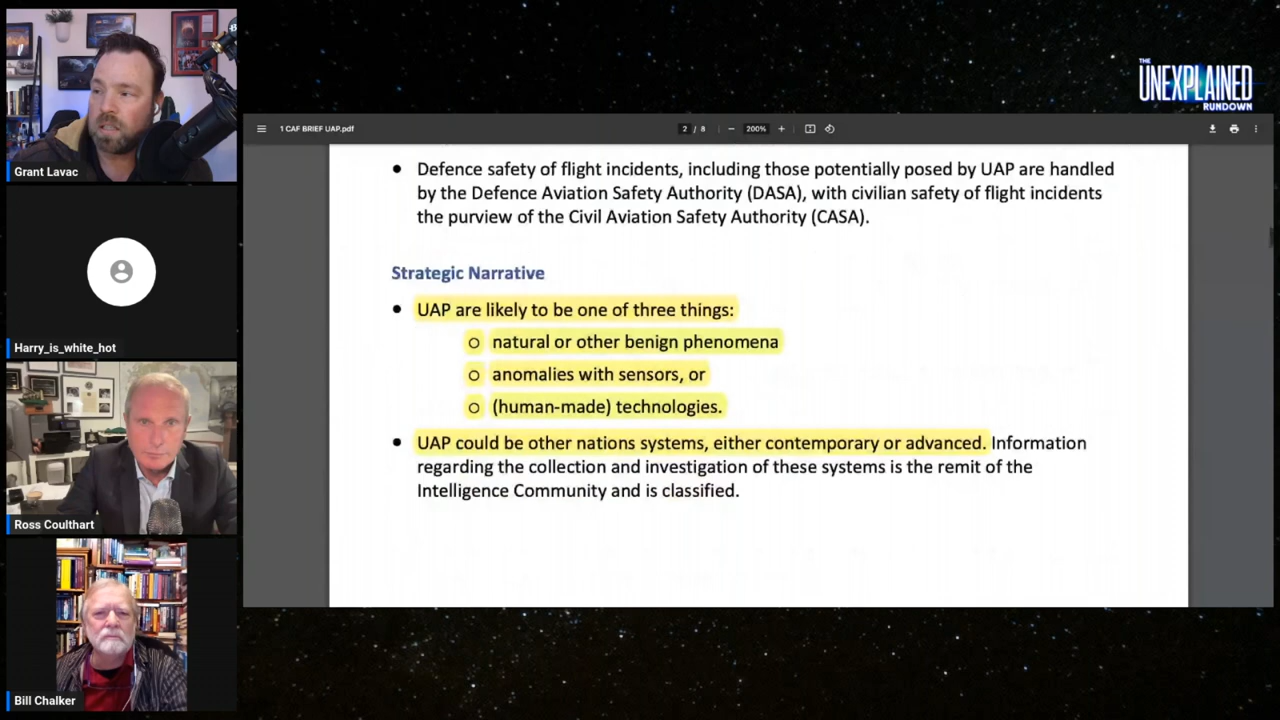 Grant Lavac
Harry_is_white_hot
Ross Coulthart
Bill Chalker
THE
UNEXPLAINED
RUNDOWN
1 CAF BRIEF UAP.pdf
2 / 8
200%
• Defence safety of flight incidents, including those potentially posed by UAP are handled
by the Defence Aviation Safety Authority (DASA), with civilian safety of flight incidents
the purview of the Civil Aviation Safety Authority (CASA).
Strategic Narrative
• UAP are likely to be one of three things:
o natural or other benign phenomena
o anomalies with sensors, or
o (human-made) technologies.
• UAP could be other nations systems, either contemporary or advanced. Information
regarding the collection and investigation of these systems is the remit of the
Intelligence Community and is classified.